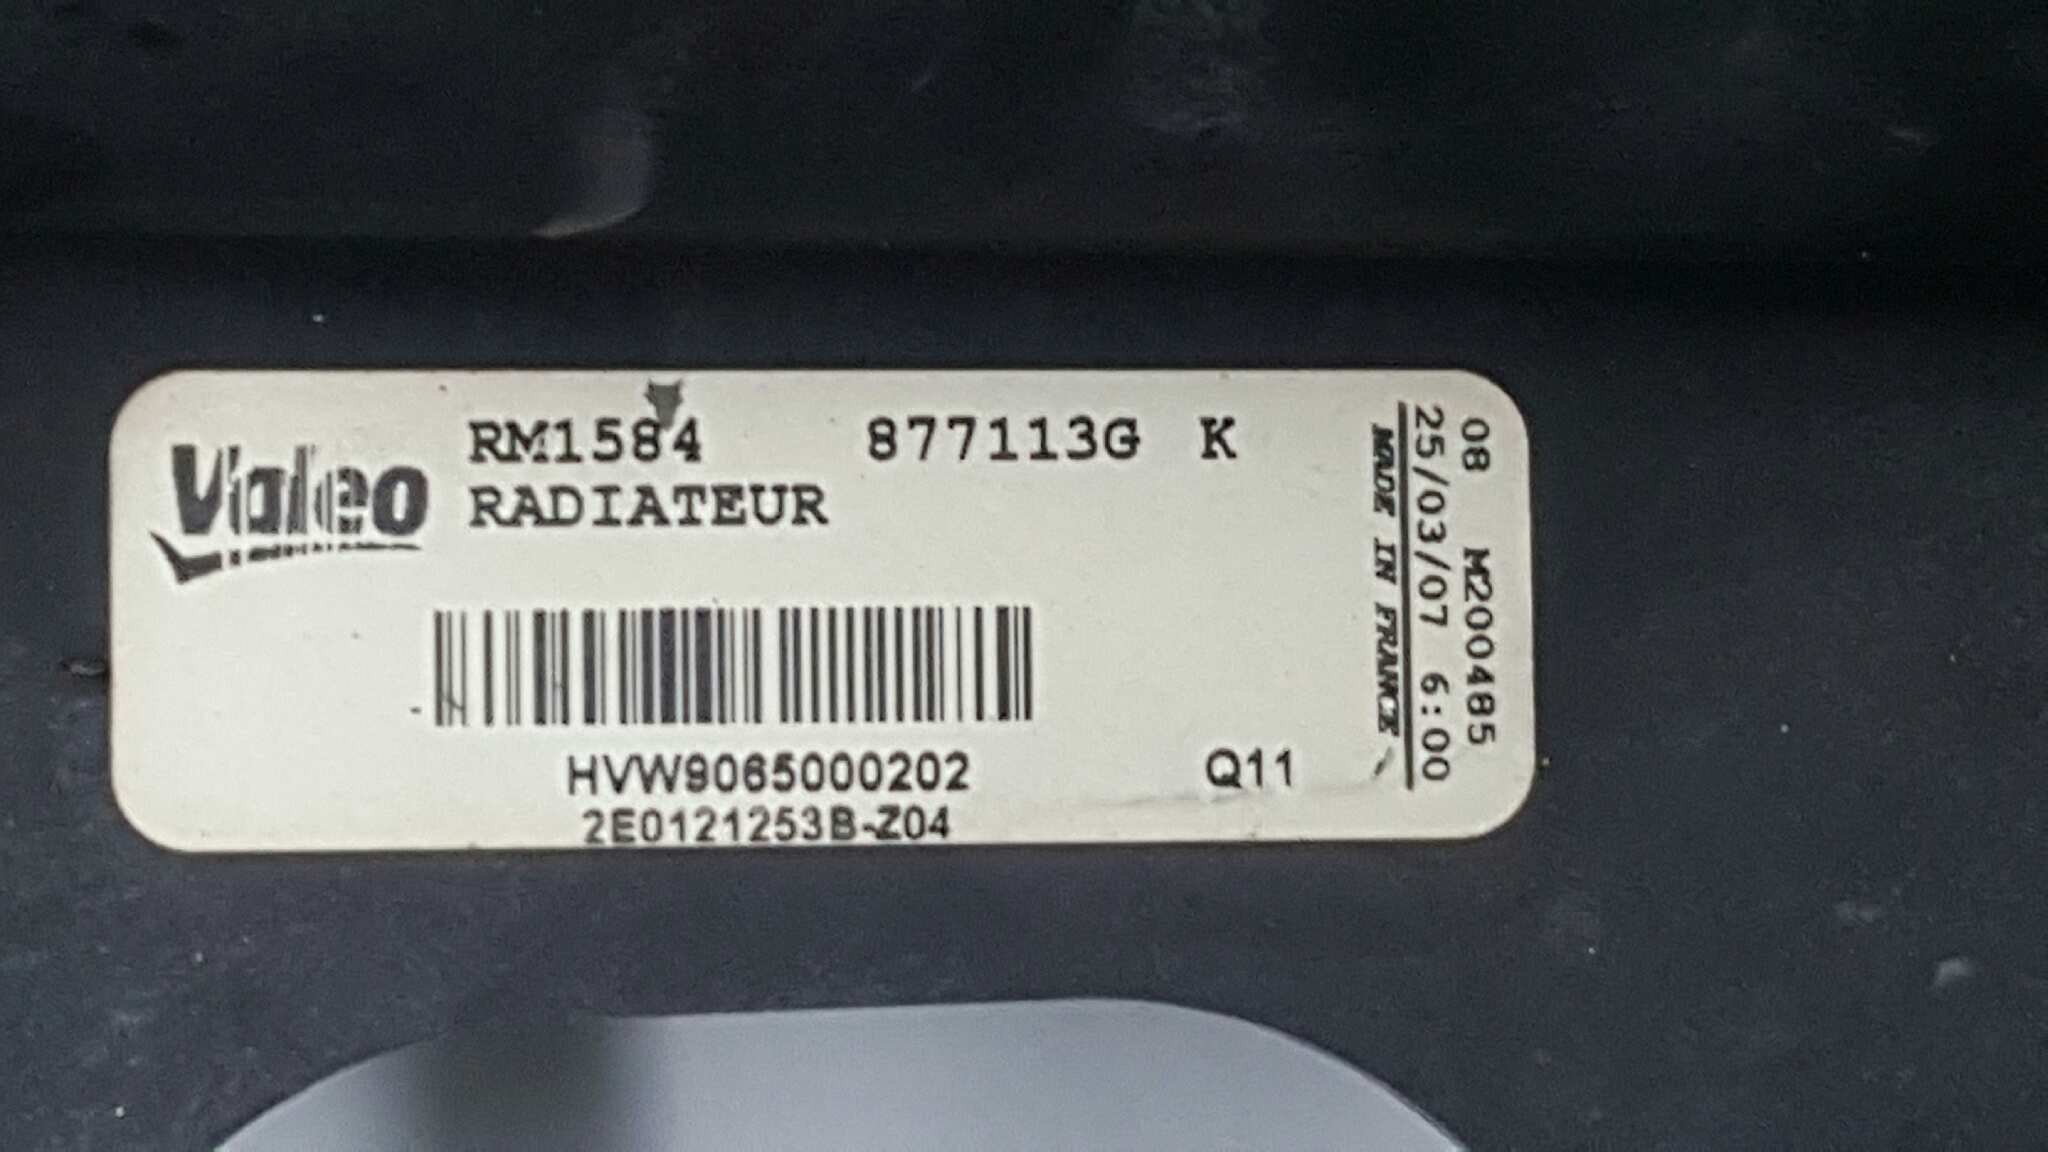 Valeo
RM1584 877113G K
RADIATEUR
HVW9065000202
Q11
2E0121253B-Z04
08 M200485
25/03/07 6:00
MADE IN FRANCE